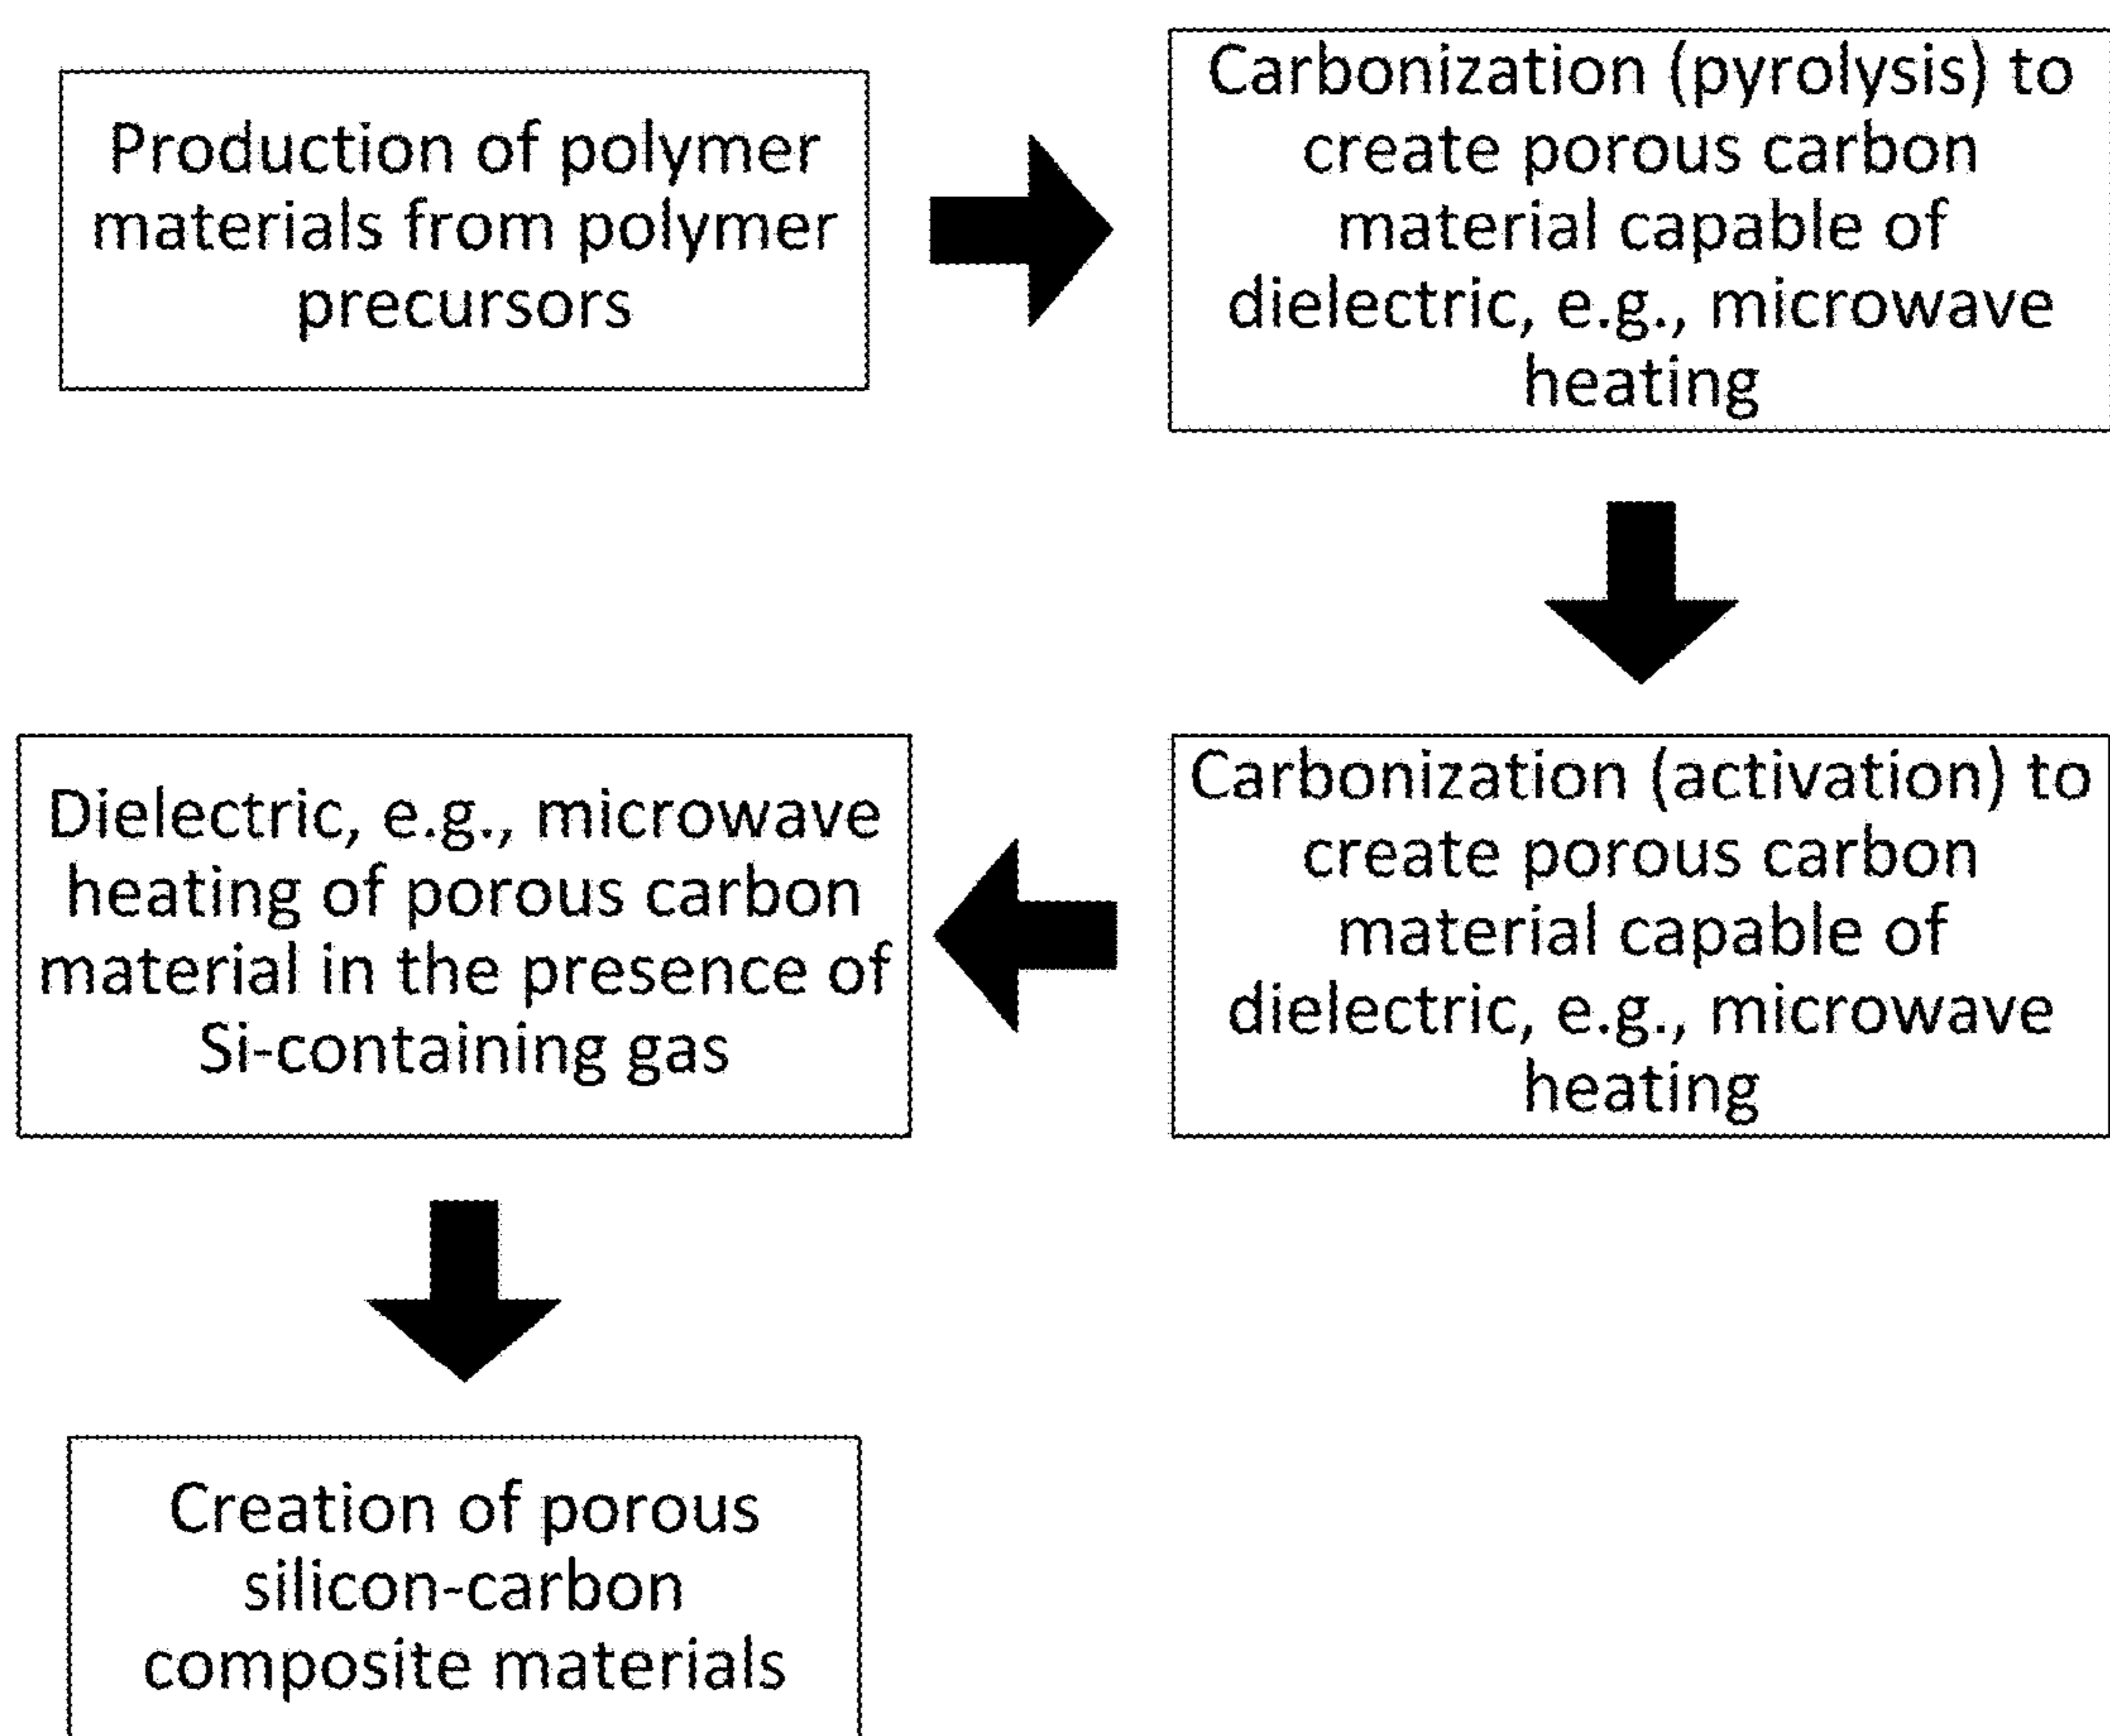 Production of polymer
materials from polymer
precursors
Carbonization (pyrolysis) to
create porous carbon
material capable of
dielectric, e.g., microwave
heating
Carbonization (activation) to
create porous carbon
material capable of
dielectric, e.g., microwave
heating
Dielectric, e.g., microwave
heating of porous carbon
material in the presence of
Si-containing gas
Creation of porous
silicon-carbon
composite materials